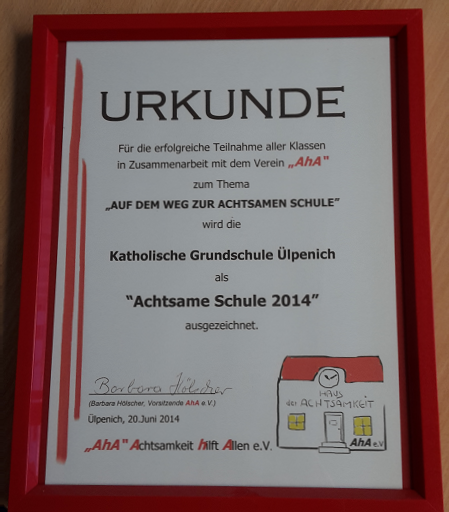 URKUNDE
Für die erfolgreiche Teilnahme aller Klassen
in Zusammenarbeit mit dem Verein „AhA"
zum Thema
„AUF DEM WEG ZUR ACHTSAMEN SCHULE"
wird die
Katholische Grundschule Ülpenich
als
"Achtsame Schule 2014"
ausgezeichnet.
Barbara Hölscher
(Barbara Hölscher, Vorsitzende AhA e.V.)
Ülpenich, 20.Juni 2014
„AhA" Achtsamkeit hilft Allen e.V.
HAUS
der ACHTSAMKEIT
AhA e.V